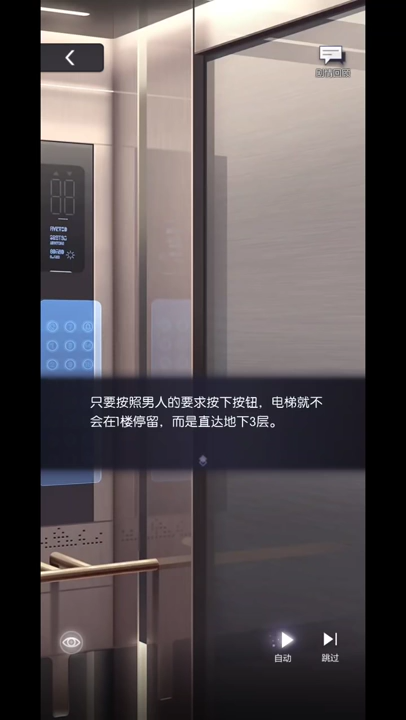 剧情回顾
只要按照男人的要求按下按钮，电梯就不
会在1楼停留，而是直达地下3层。
自动
跳过